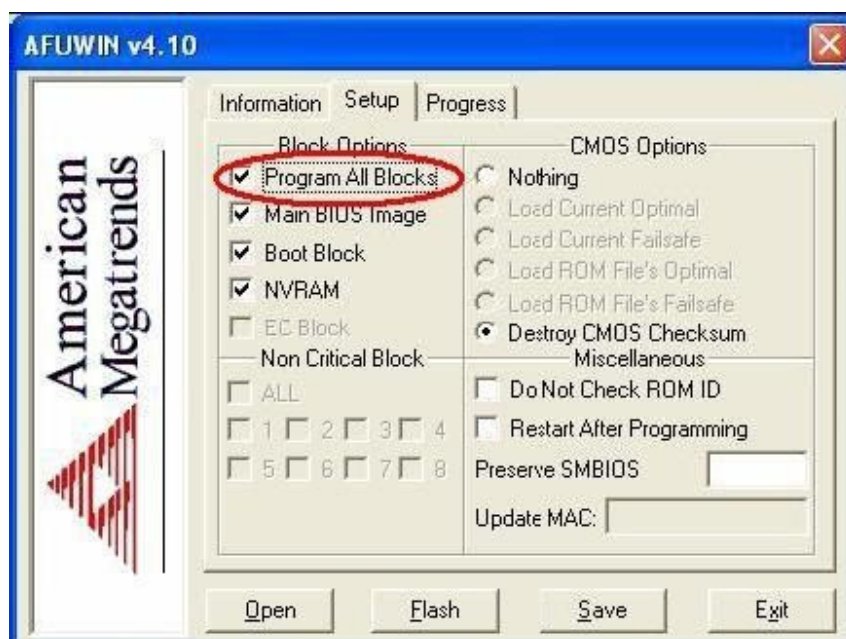 AFUWIN v4.10
American
Megatrends
Information Setup Progress
Block Options
Program All Blocks
Main BIOS Image
Boot Block
NVRAM
EC Block
Non Critical Block
ALL
1 2 3 4
5 6 7 8
CMOS Options
Nothing
Load Current Optimal
Load Current Failsafe
Load ROM File's Optimal
Load ROM File's Failsafe
Destroy CMOS Checksum
Miscellaneous
Do Not Check ROM ID
Restart After Programming
Preserve SMBIOS
Update MAC:
Open Flash Save Exit